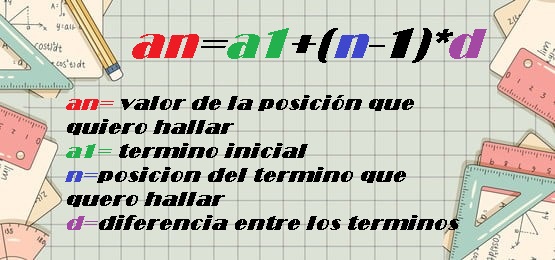 an=a1+(n-1)*d
an= valor de la posición que
quiero hallar
a1= termino inicial
n=posicion del termino que
quero hallar
d=diferencia entre los terminos